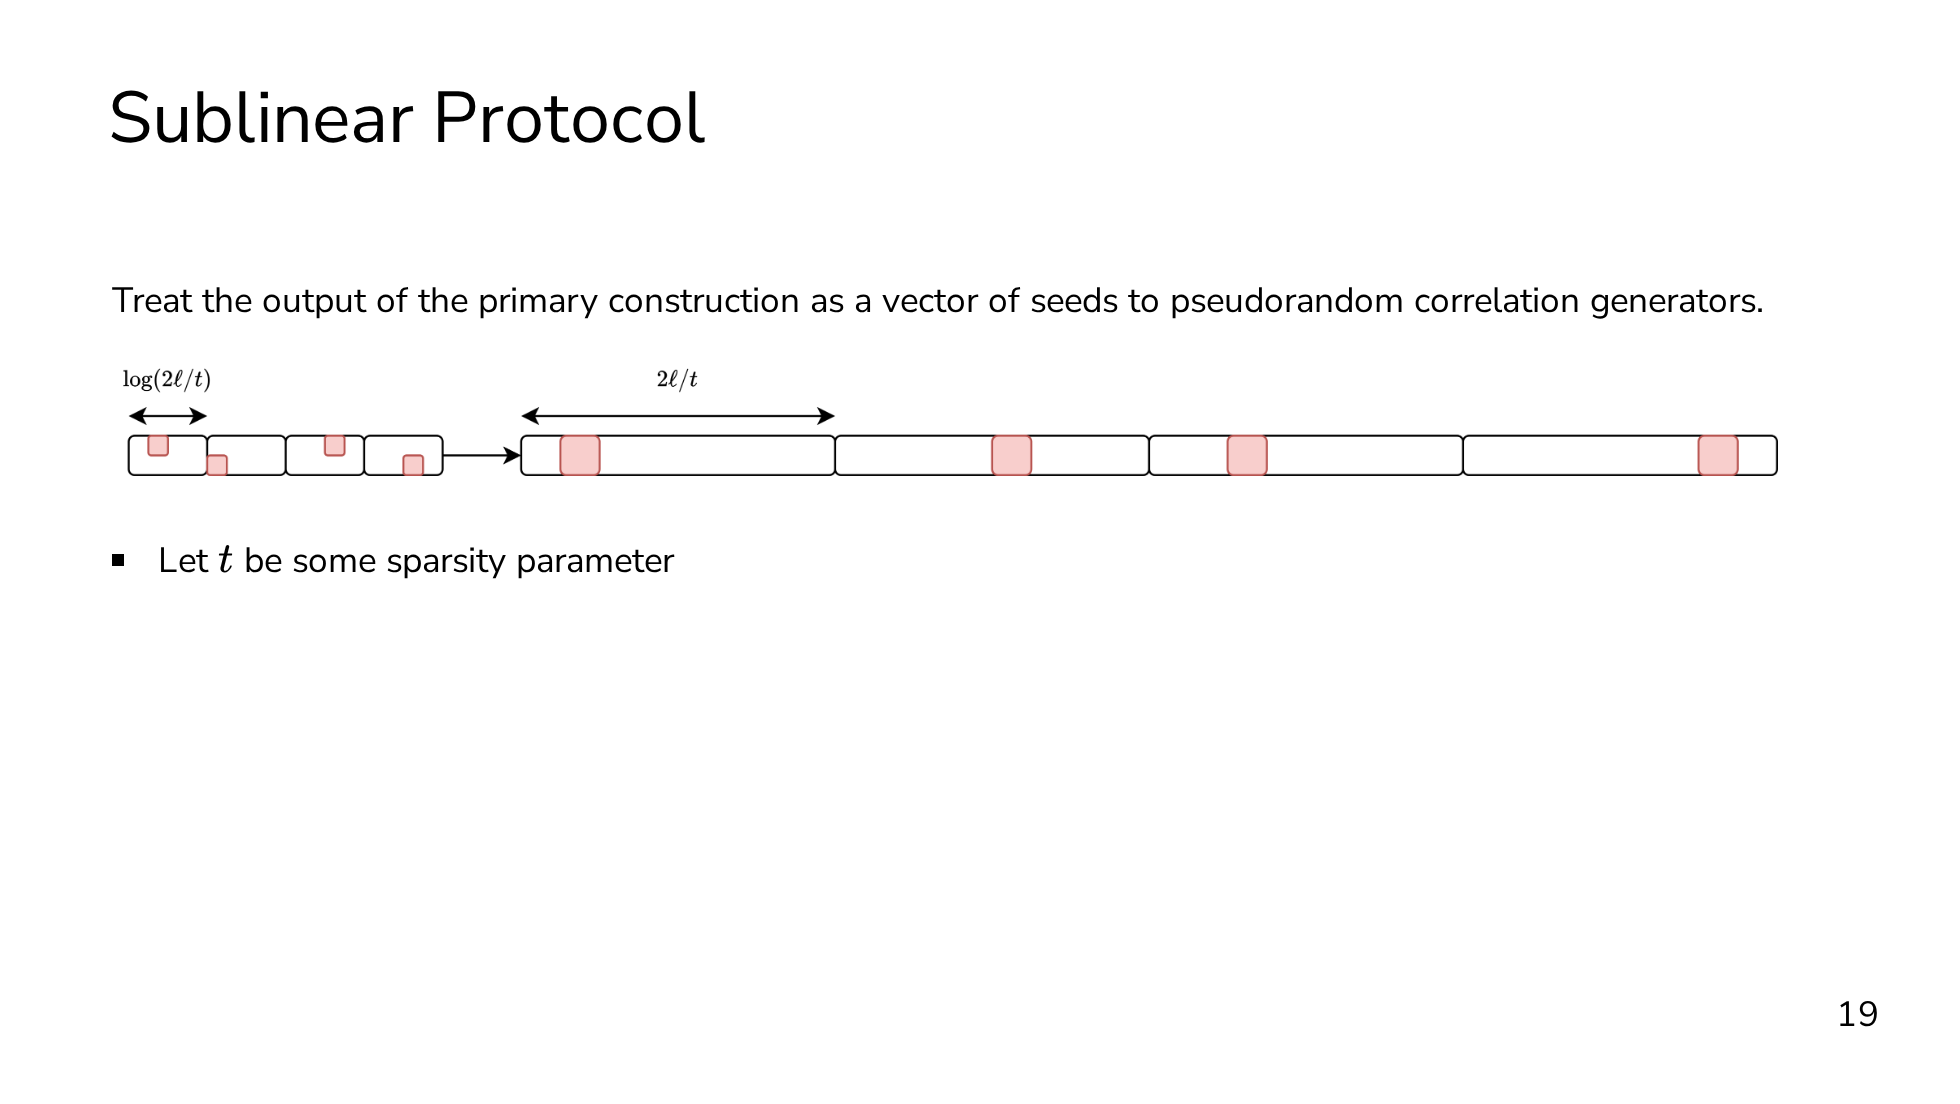 Sublinear Protocol
Treat the output of the primary construction as a vector of seeds to pseudorandom correlation generators.
log(2ℓ/t)
2ℓ/t
▪ Let t be some sparsity parameter
19